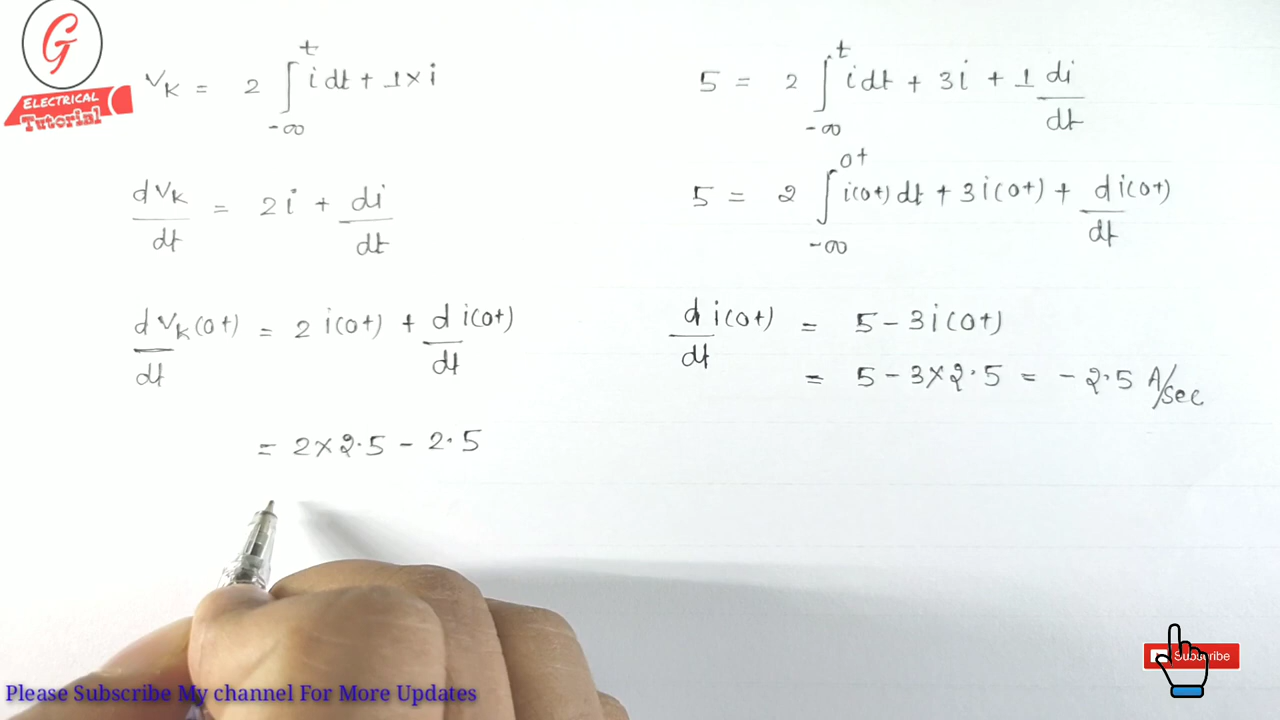 G
ELECTRICAL
Tutorial
V_K = 2 ∫_{-∞}^{t} i dt + 1 × i
dV_K/dt = 2i + di/dt
d V_K(0+)/dt = 2 i(0+) + d i(0+)/dt
= 2 × 2.5 - 2.5
5 = 2 ∫_{-∞}^{t} i dt + 3i + 1 di/dt
5 = 2 ∫_{-∞}^{0+} i(0+) dt + 3i(0+) + d i(0+)/dt
d i(0+)/dt = 5 - 3i(0+)
= 5 - 3 × 2.5 = -2.5 A/sec
Subscribe
Please Subscribe My channel For More Updates